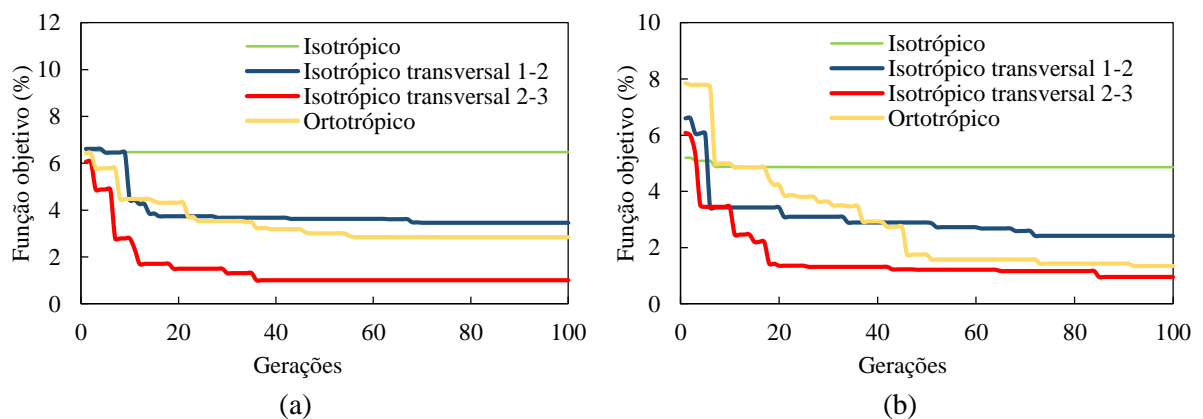 12
10
8
6
4
2
0
Função objetivo (%)
Isotrópico
Isotrópico transversal 1-2
Isotrópico transversal 2-3
Ortotrópico
0 20 40 60 80 100
Gerações
(a)
10
8
6
4
2
0
Função objetivo (%)
Isotrópico
Isotrópico transversal 1-2
Isotrópico transversal 2-3
Ortotrópico
0 20 40 60 80 100
Gerações
(b)